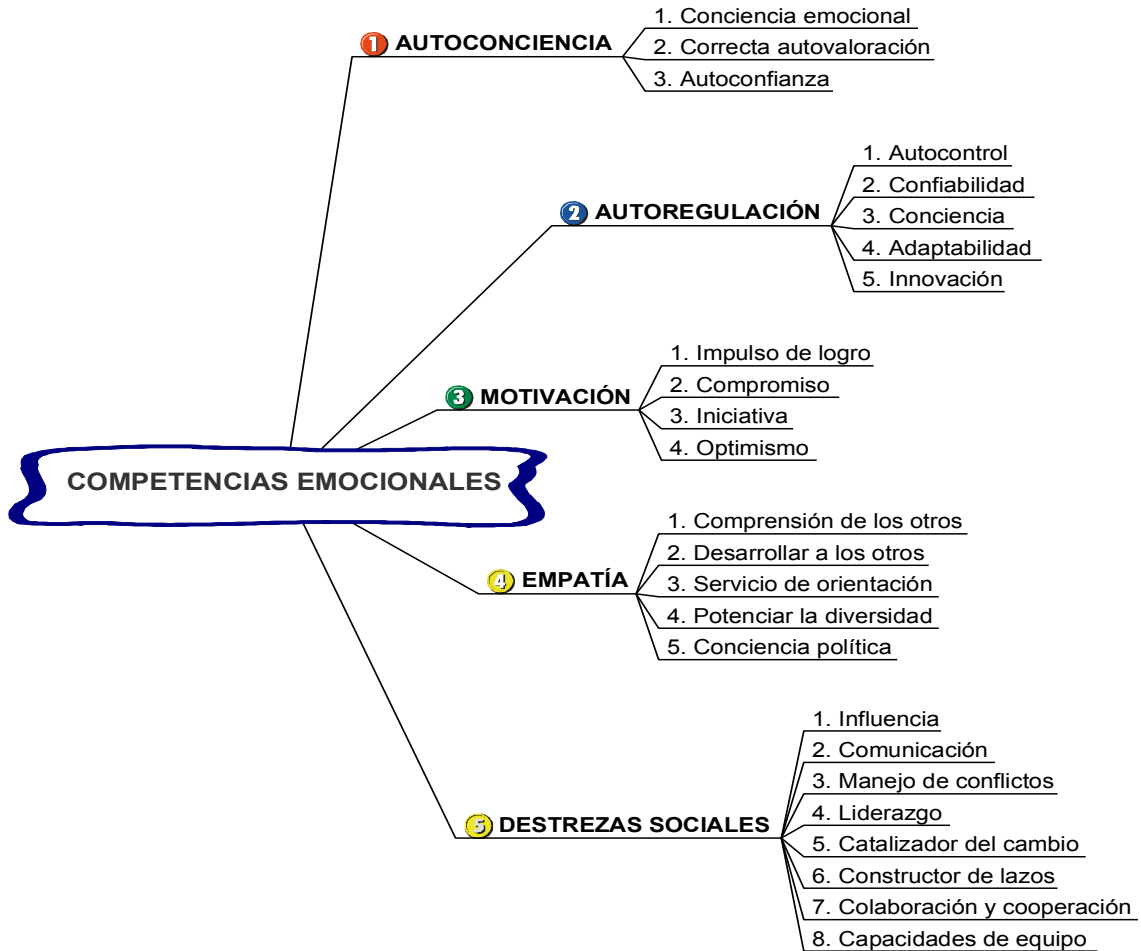 1 AUTOCONCIENCIA
1. Conciencia emocional
2. Correcta autovaloración
3. Autoconfianza
2 AUTOREGULACIÓN
1. Autocontrol
2. Confiabilidad
3. Conciencia
4. Adaptabilidad
5. Innovación
3 MOTIVACIÓN
1. Impulso de logro
2. Compromiso
3. Iniciativa
4. Optimismo
COMPETENCIAS EMOCIONALES
4 EMPATÍA
1. Comprensión de los otros
2. Desarrollar a los otros
3. Servicio de orientación
4. Potenciar la diversidad
5. Conciencia política
5 DESTREZAS SOCIALES
1. Influencia
2. Comunicación
3. Manejo de conflictos
4. Liderazgo
5. Catalizador del cambio
6. Constructor de lazos
7. Colaboración y cooperación
8. Capacidades de equipo